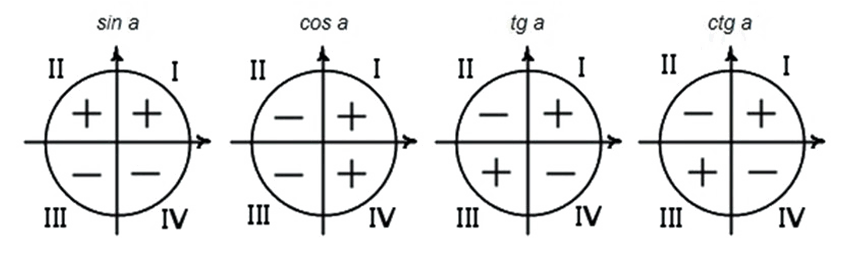 sin a
cos a
tg a
ctg a
II I
+ +
− −
III IV
II I
− +
− +
III IV
II I
− +
+ −
III IV
II I
− +
+ −
III IV